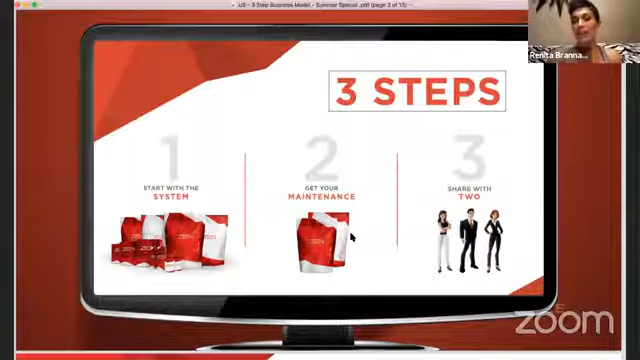 US - 3 Step Business Model - Summer Special .pdf (page 3 of 13)
Renita Branna...
3 STEPS
1
START WITH THE
SYSTEM
2
GET YOUR
MAINTENANCE
3
SHARE WITH
TWO
zoom